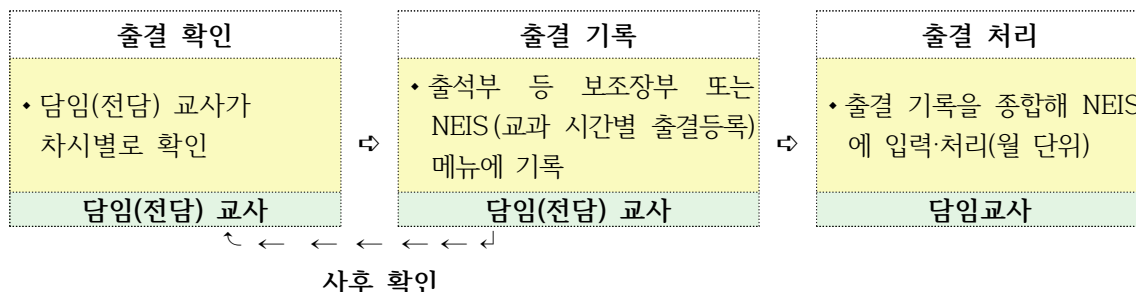 출결 확인
◆ 담임(전담) 교사가
차시별로 확인
담임(전담) 교사
⇨
출결 기록
◆ 출석부 등 보조장부 또는
NEIS(교과 시간별 출결등록)
메뉴에 기록
담임(전담) 교사
⇨
출결 처리
◆ 출결 기록을 종합해 NEIS
에 입력·처리(월 단위)
담임교사
← ← ← ← ← ←
사후 확인